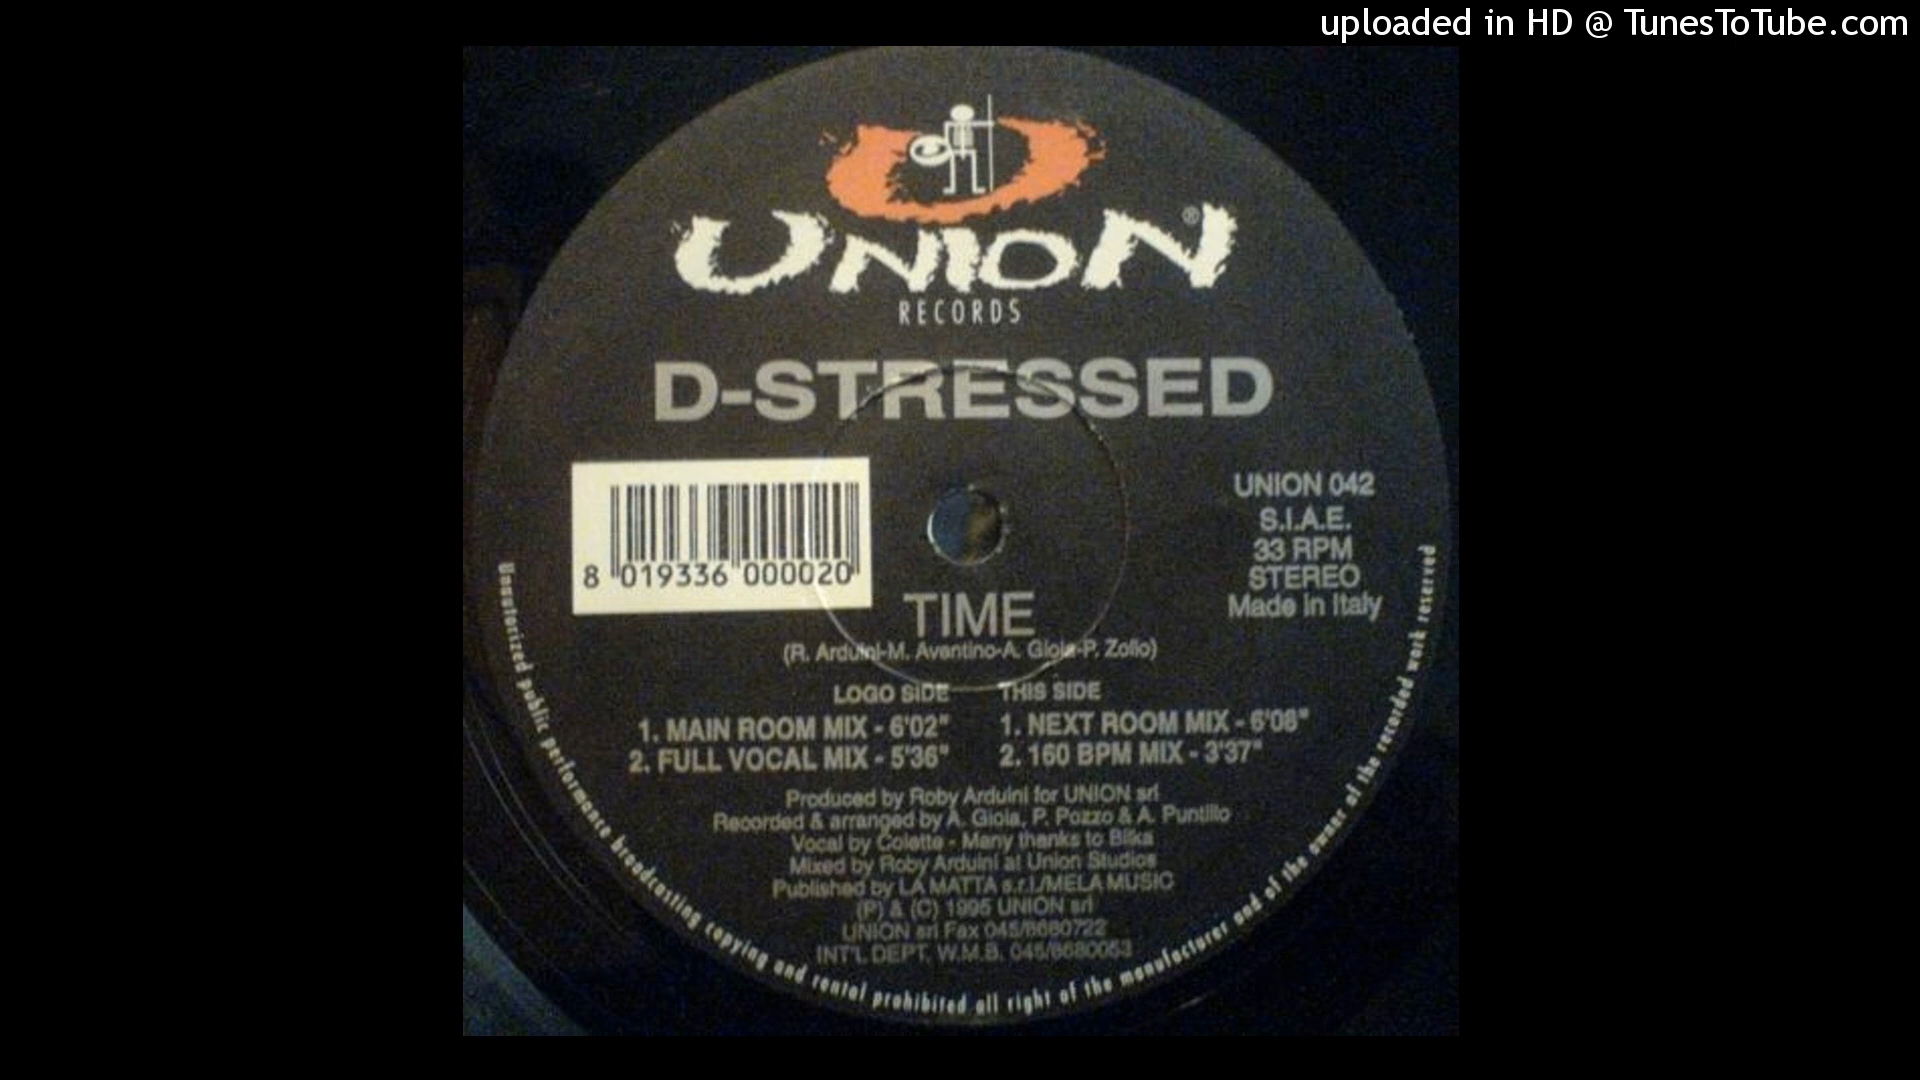 uploaded in HD @ TunesToTube.com
UNION ®
RECORDS
D-STRESSED
8 019336 000020
UNION 042
S.I.A.E.
33 RPM
STEREO
Made in Italy
TIME
(R. Arduini-M. Aventino-A. Gioia-P. Zollo)
LOGO SIDE
1. MAIN ROOM MIX - 6'02"
2. FULL VOCAL MIX - 5'36"
THIS SIDE
1. NEXT ROOM MIX - 6'08"
2. 160 BPM MIX - 3'37"
Produced by Roby Arduini for UNION srl
Recorded & arranged by A. Gioia, P. Pozzo & A. Puntillo
Vocal by Colette - Many thanks to Bilka
Mixed by Roby Arduini at Union Studios
Published by LA MATTA s.r.l./MELA MUSIC
(P) & (C) 1995 UNION srl
UNION srl Fax 045/8680722
INT'L DEPT. W.M.B. 045/8680053
Unautorized public performance broadcasting copying and rental prohibited all right of the manufacturer and of the owner of the recorded work reserved